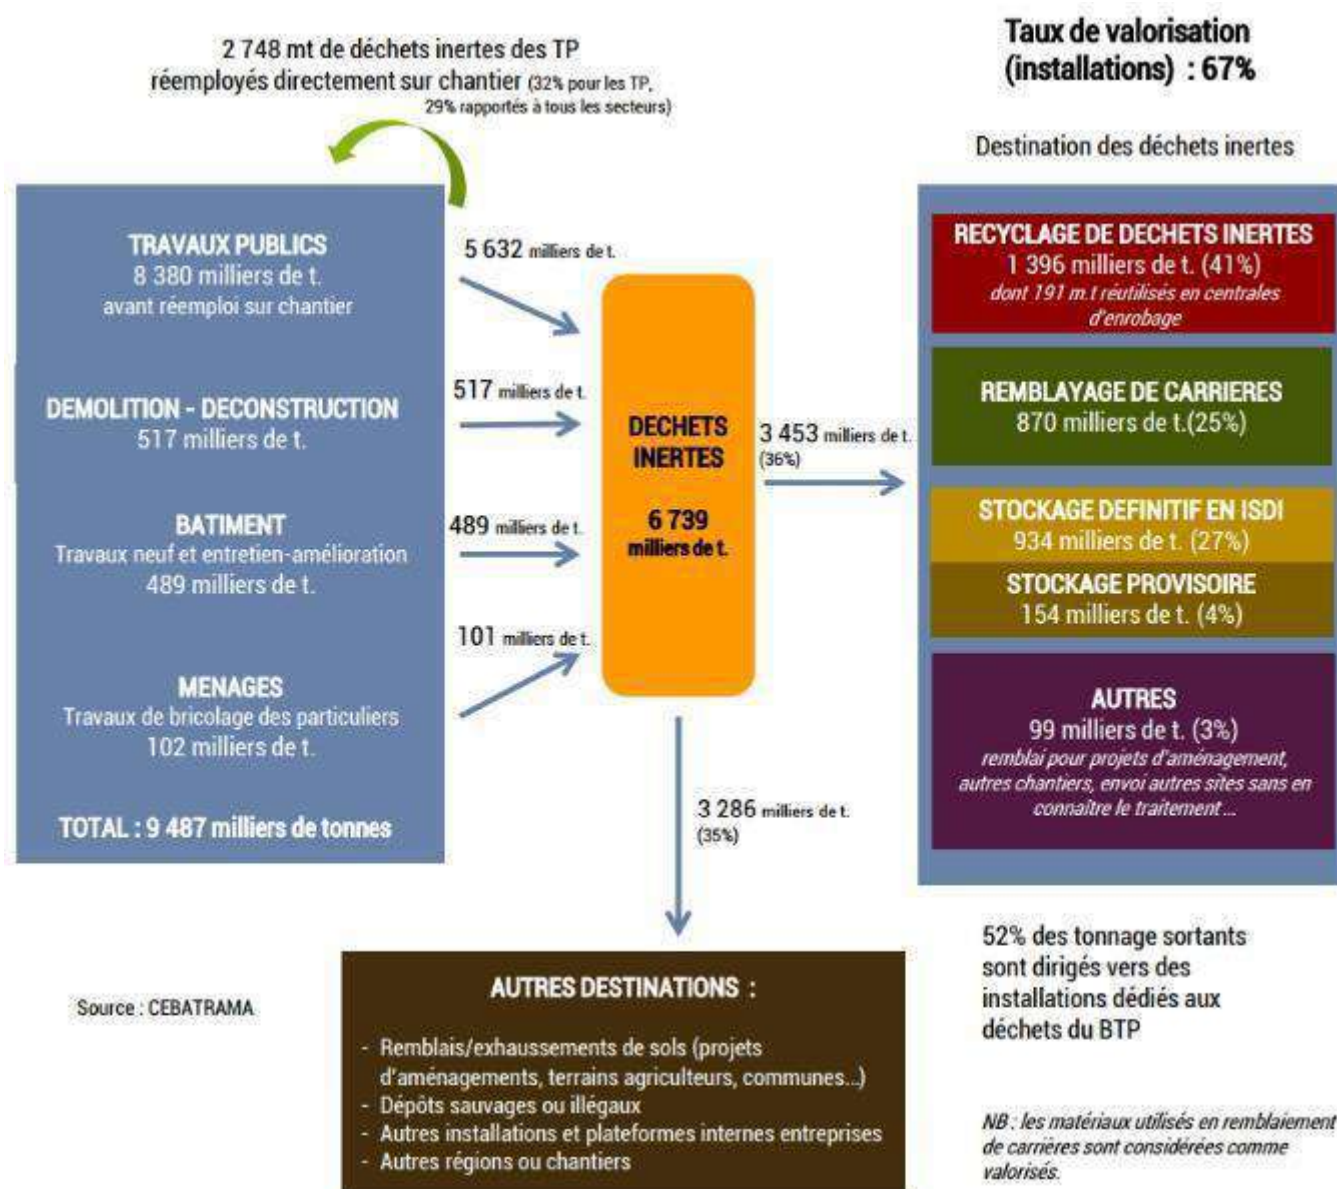 2 748 mt de déchets inertes des TP
réemployés directement sur chantier (32% pour les TP,
29% rapportés à tous les secteurs)
Taux de valorisation
(installations) : 67%
Destination des déchets inertes
TRAVAUX PUBLICS
8 380 milliers de t.
avant réemploi sur chantier
DEMOLITION - DECONSTRUCTION
517 milliers de t.
BATIMENT
Travaux neuf et entretien-amélioration
489 milliers de t.
MENAGES
Travaux de bricolage des particuliers
102 milliers de t.
TOTAL : 9 487 milliers de tonnes
5 632 milliers de t.
517 milliers de t.
489 milliers de t.
101 milliers de t.
DECHETS
INERTES
6 739
milliers de t.
3 453 milliers de t.
(36%)
3 286 milliers de t.
(35%)
RECYCLAGE DE DECHETS INERTES
1 396 milliers de t. (41%)
dont 191 m.t réutilisés en centrales
d'enrobage
REMBLAYAGE DE CARRIERES
870 milliers de t.(25%)
STOCKAGE DEFINITIF EN ISDI
934 milliers de t. (27%)
STOCKAGE PROVISOIRE
154 milliers de t. (4%)
AUTRES
99 milliers de t. (3%)
remblai pour projets d'aménagement,
autres chantiers, envoi autres sites sans en
connaître le traitement ...
AUTRES DESTINATIONS :
- Remblais/exhaussements de sols (projets
d'aménagements, terrains agriculteurs, communes...)
- Dépôts sauvages ou illégaux
- Autres installations et plateformes internes entreprises
- Autres régions ou chantiers
Source : CEBATRAMA
52% des tonnage sortants
sont dirigés vers des
installations dédiés aux
déchets du BTP
NB : les matériaux utilisés en remblaiement
de carrières sont considérées comme
valorisés.